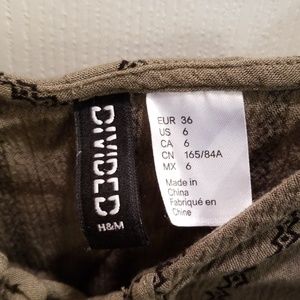 DIVIDED
H&M
EUR 36
US 6
CA 6
CN 165/84A
MX 6
Made in
China
Fabriqué en
Chine